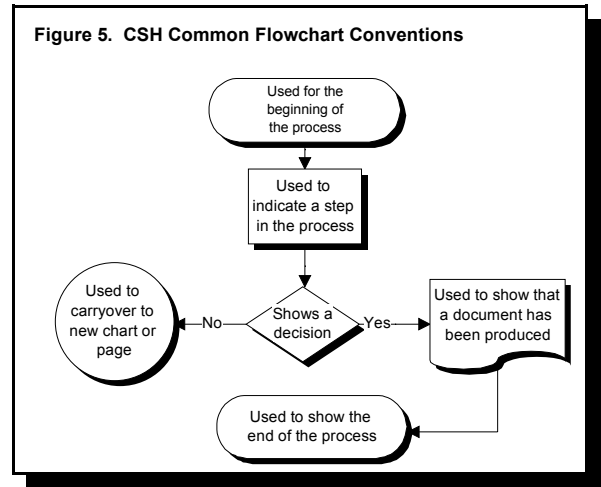 Figure 5. CSH Common Flowchart Conventions
Used for the
beginning of
the process
Used to
indicate a step
in the process
Used to
carryover to
new chart or
page
No
Shows a
decision
Yes
Used to show that
a document has
been produced
Used to show the
end of the process